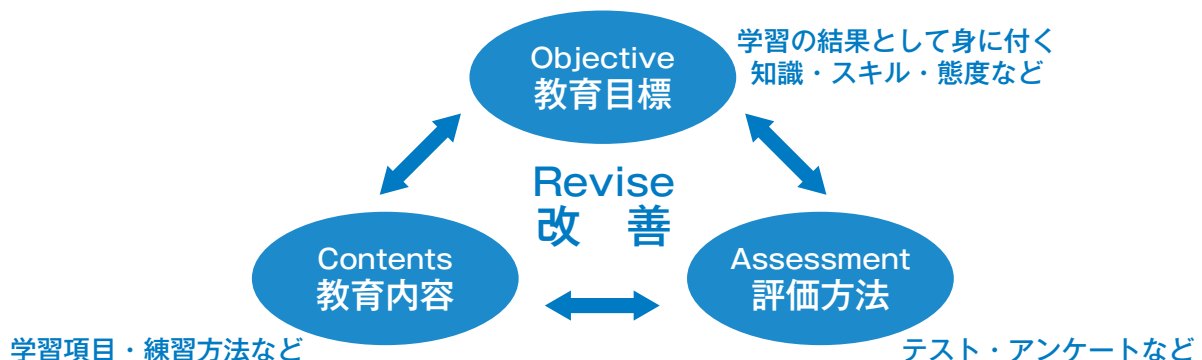 Objective
教育目標
学習の結果として身に付く
知識・スキル・態度など
Revise
改　善
Contents
教育内容
学習項目・練習方法など
Assessment
評価方法
テスト・アンケートなど